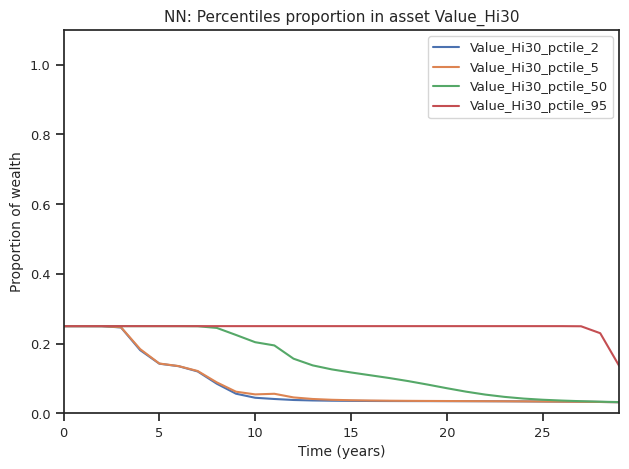 NN: Percentiles proportion in asset Value_Hi30
Value_Hi30_pctile_2
Value_Hi30_pctile_5
Value_Hi30_pctile_50
Value_Hi30_pctile_95
Proportion of wealth
1.0
0.8
0.6
0.4
0.2
0.0
0 5 10 15 20 25
Time (years)